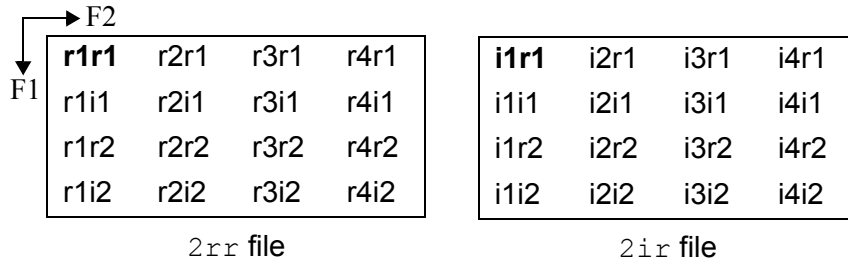 F2
F1
r1r1 r2r1 r3r1 r4r1
r1i1 r2i1 r3i1 r4i1
r1r2 r2r2 r3r2 r4r2
r1i2 r2i2 r3i2 r4i2
2rr file
i1r1 i2r1 i3r1 i4r1
i1i1 i2i1 i3i1 i4i1
i1r2 i2r2 i3r2 i4r2
i1i2 i2i2 i3i2 i4i2
2ir file